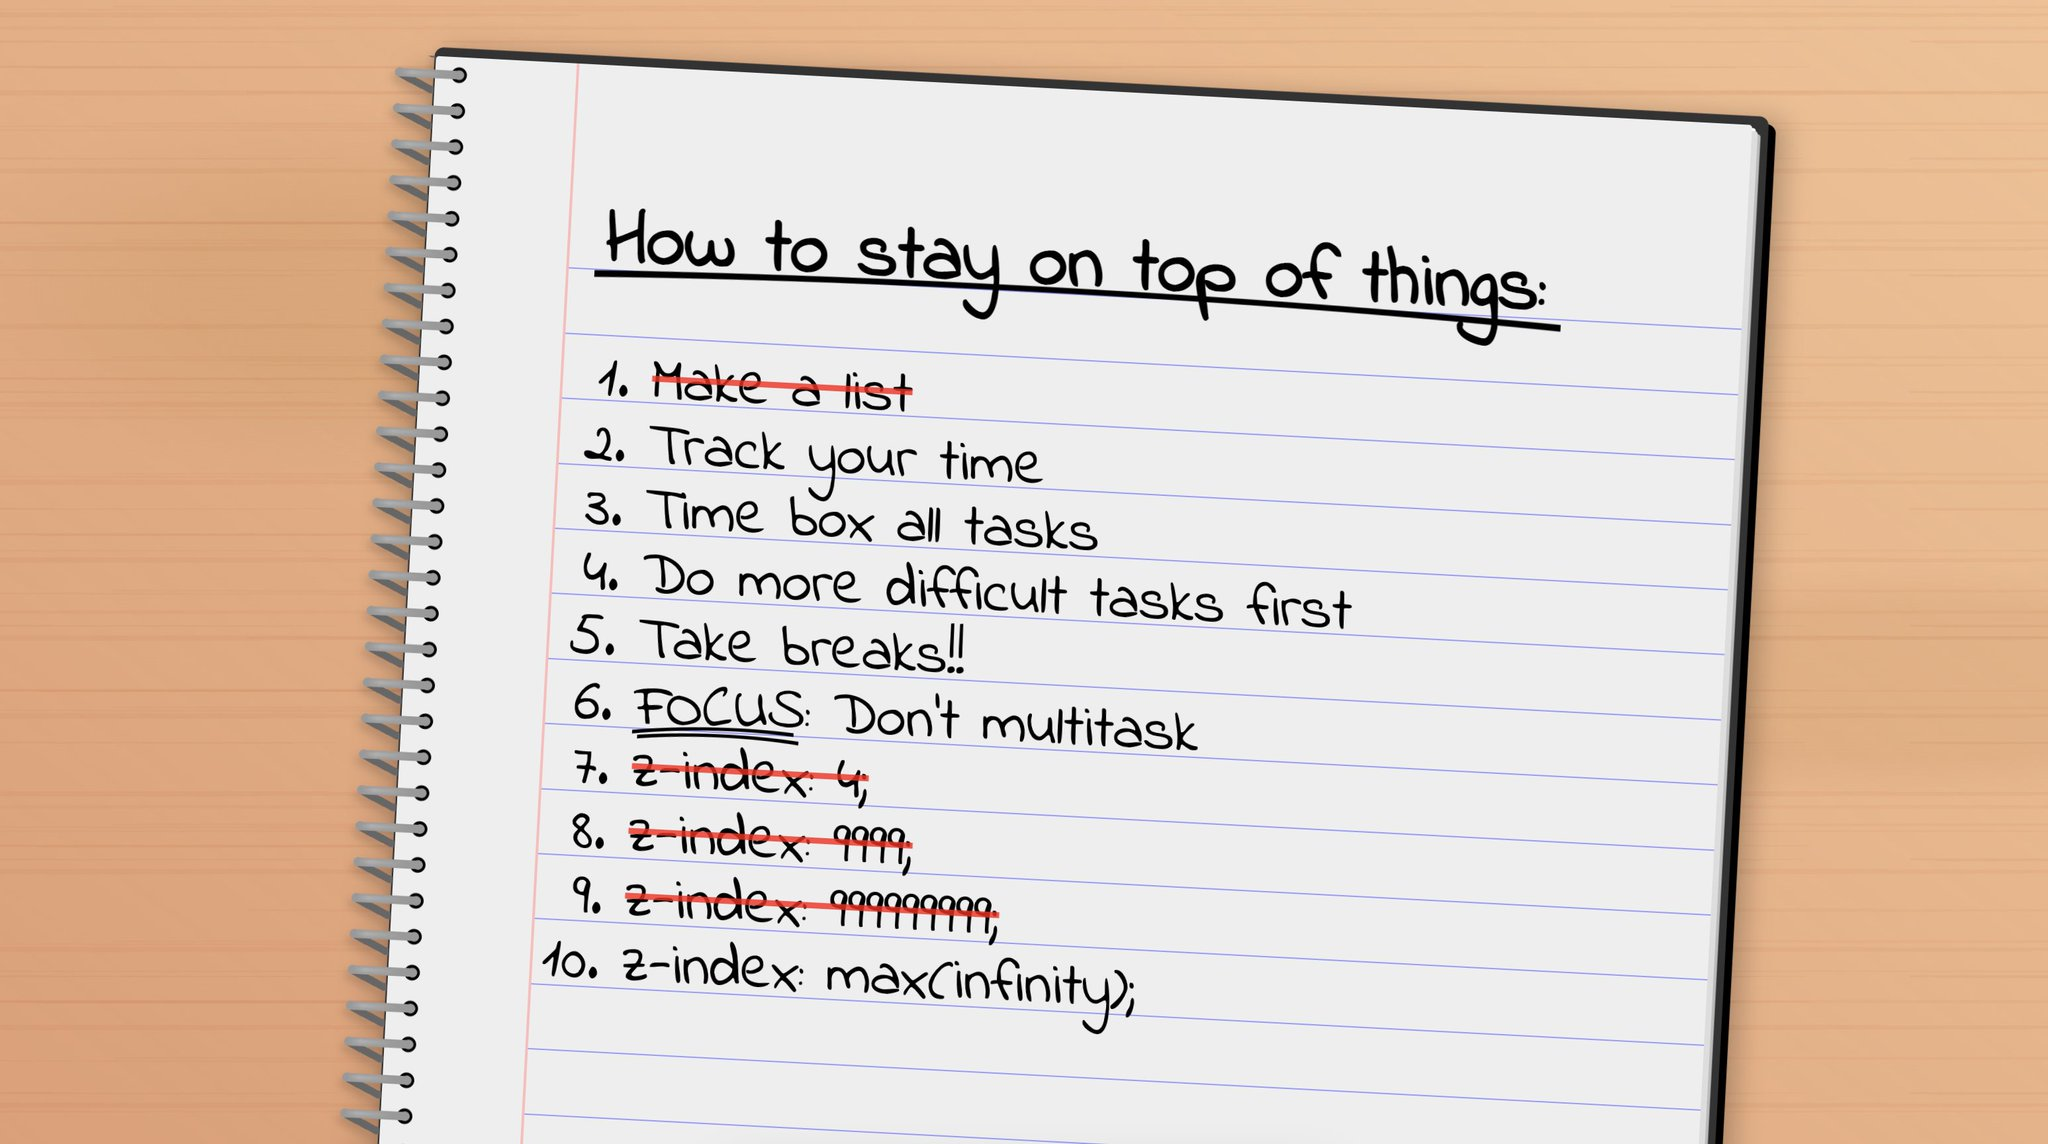 How to stay on top of things:
1. Make a list
2. Track your time
3. Time box all tasks
4. Do more difficult tasks first
5. Take breaks!!
6. FOCUS: Don't multitask
7. z-index: 4;
8. z-index: 9999;
9. z-index: 999999999;
10. z-index: max(infinity);